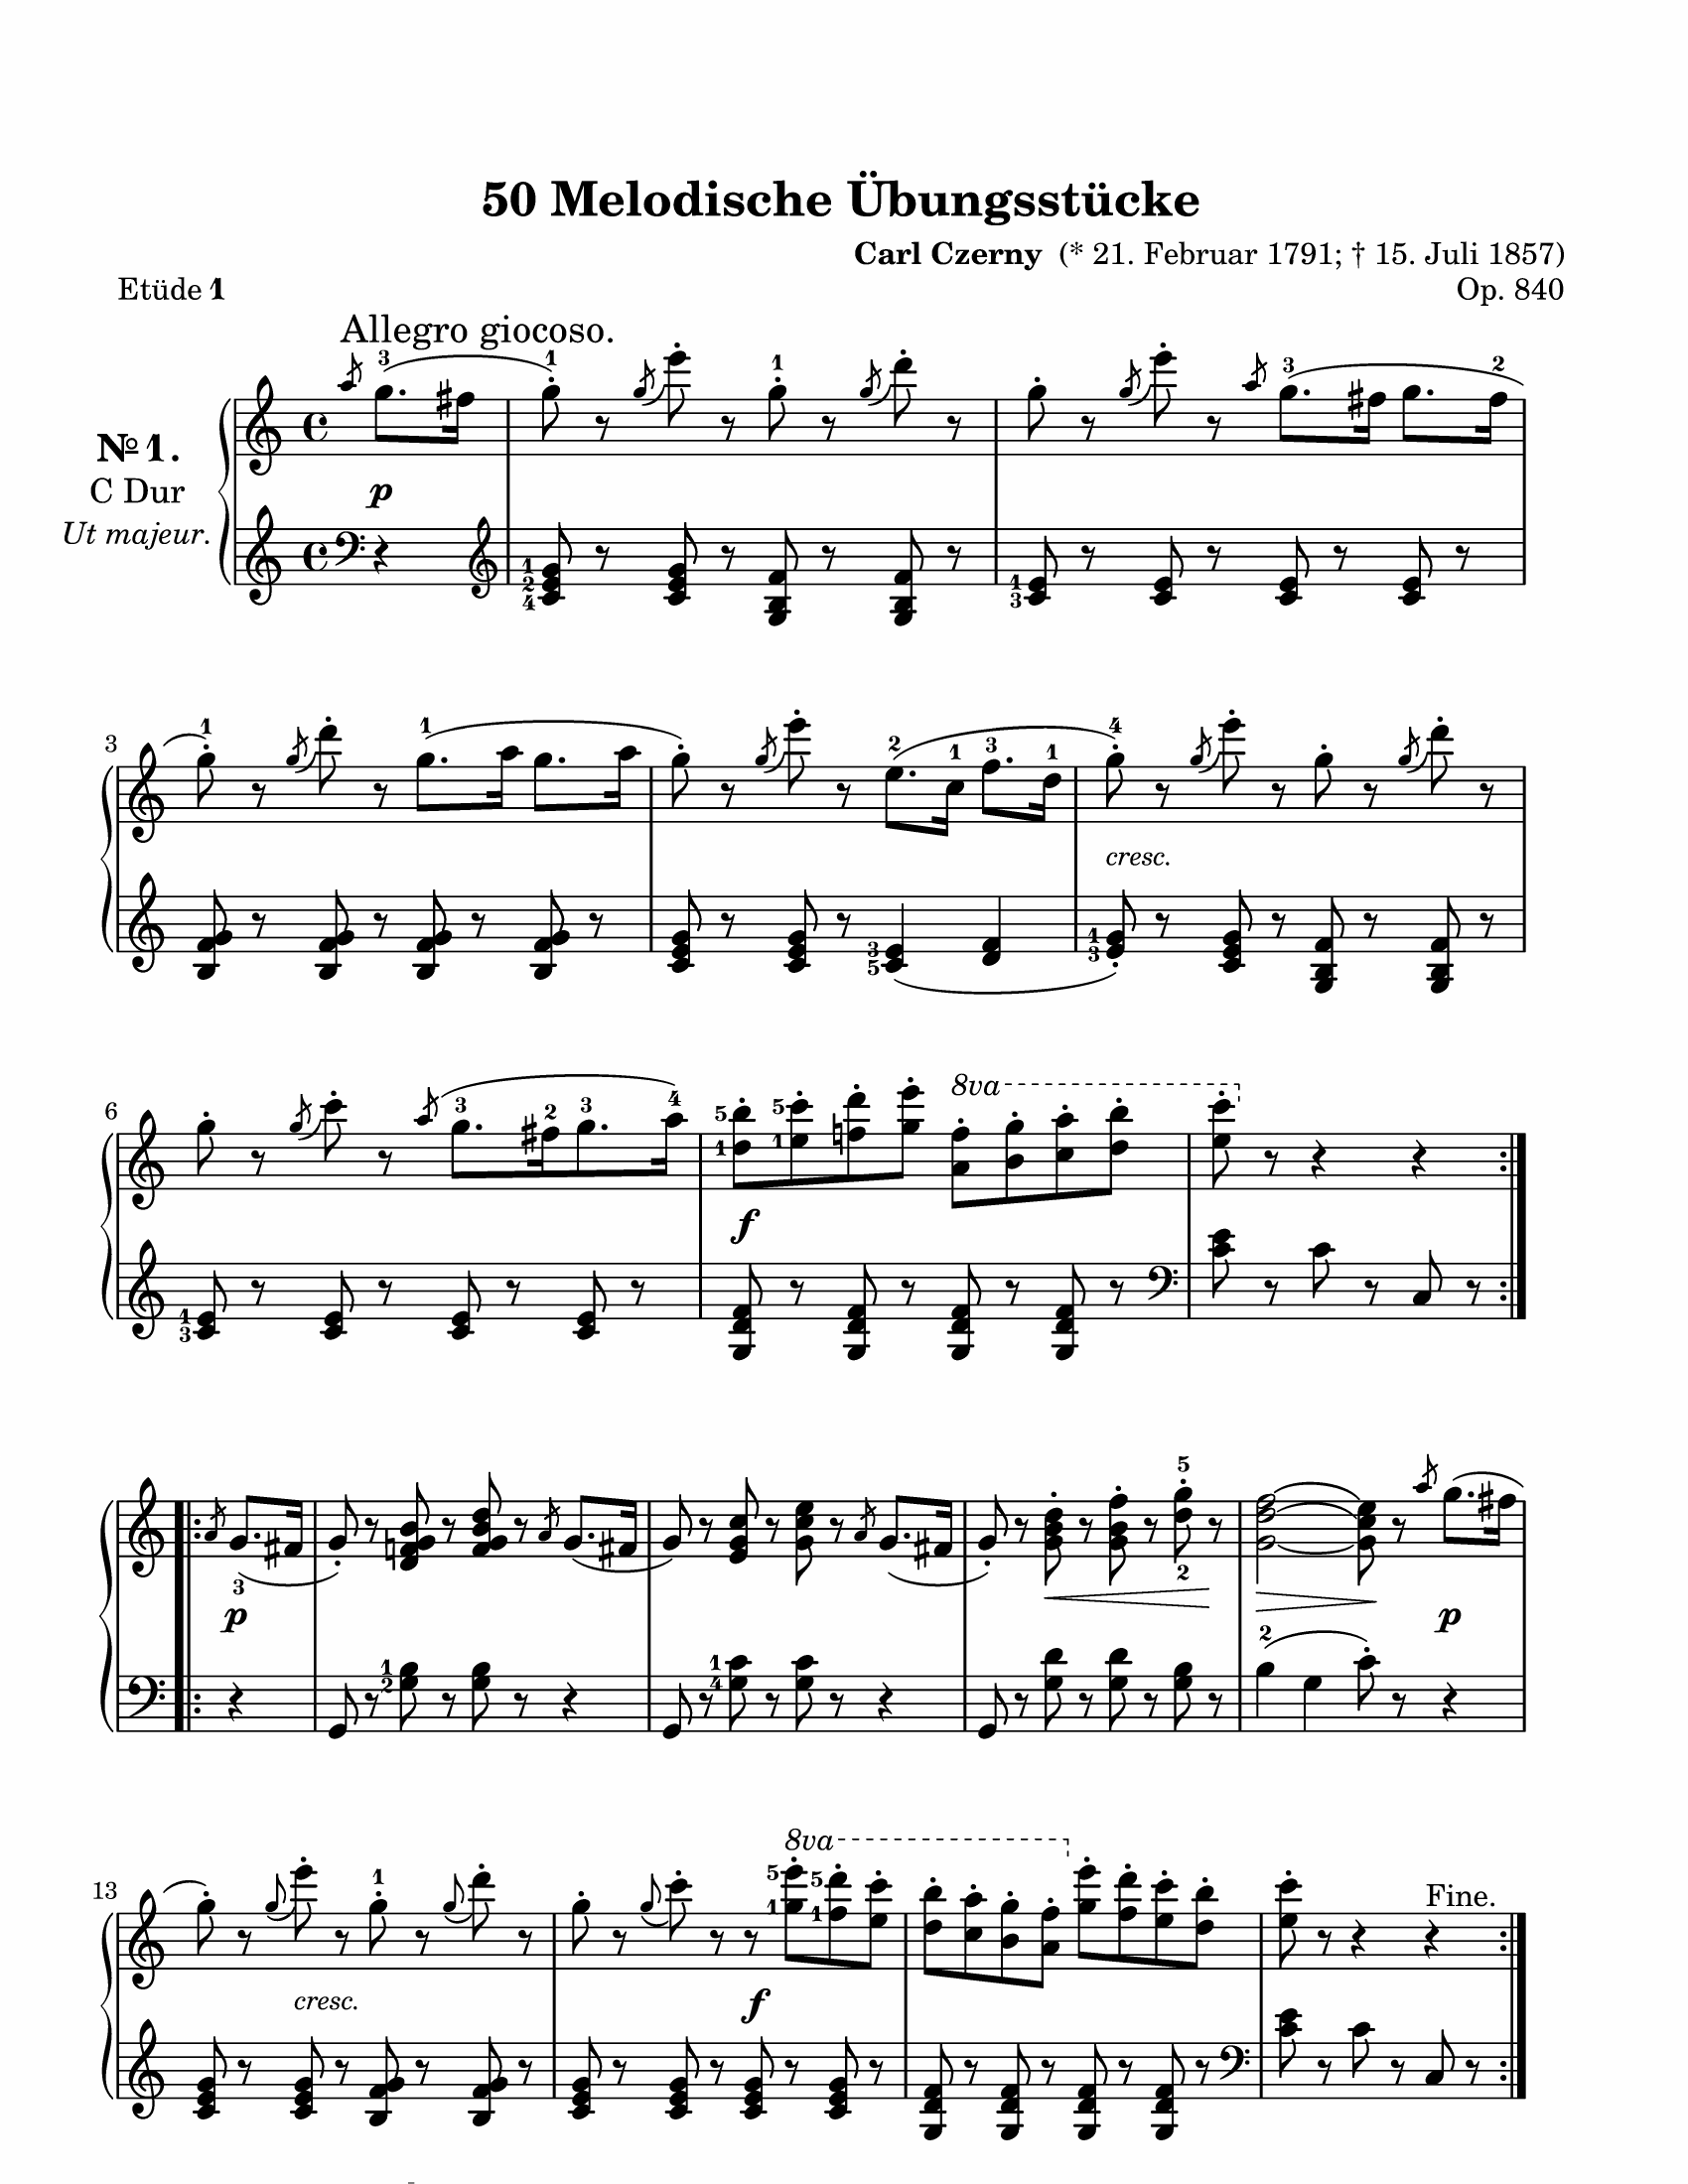 50 Melodische Übungsstücke
Carl Czerny (* 21. Februar 1791; † 15. Juli 1857)
Etüde 1 Op. 840
Allegro giocoso.
3 1 1 3 2
№ 1.
C Dur
Ut majeur.
p
1 2 4 1 3
3
1 1 2 1 3 1 4
cresc.
3 5 1 3
6
3 2 3 4 5 1 5 1 8va
f
1 3
3 5 2
p p
1 2 1 4 2
13
1 5 1 5 1 8va
Fine.
cresc. f